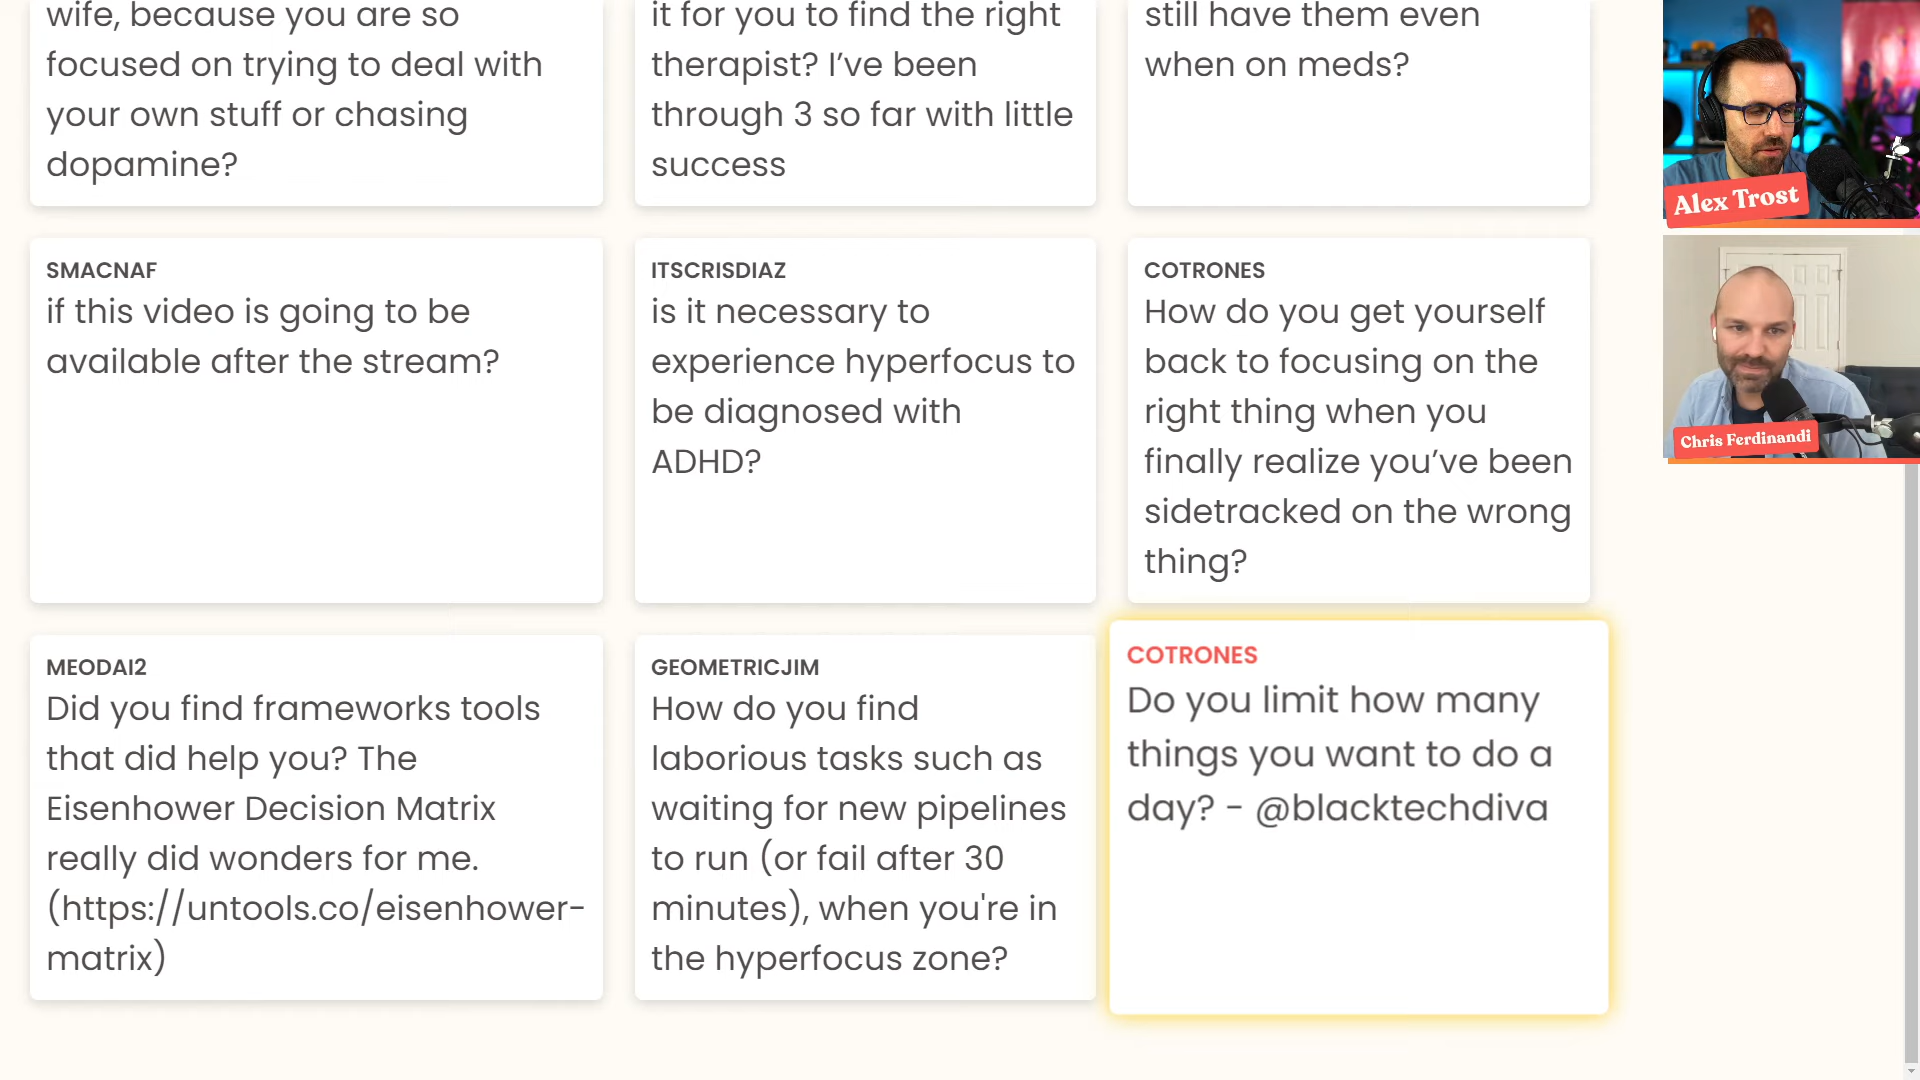 wife, because you are so
focused on trying to deal with
your own stuff or chasing
dopamine?
it for you to find the right
therapist? I’ve been
through 3 so far with little
success
still have them even
when on meds?
SMACNAF
if this video is going to be
available after the stream?
ITSCRISDIAZ
is it necessary to
experience hyperfocus to
be diagnosed with
ADHD?
COTRONES
How do you get yourself
back to focusing on the
right thing when you
finally realize you’ve been
sidetracked on the wrong
thing?
MEODAI2
Did you find frameworks tools
that did help you? The
Eisenhower Decision Matrix
really did wonders for me.
(https://untools.co/eisenhower-
matrix)
GEOMETRICJIM
How do you find
laborious tasks such as
waiting for new pipelines
to run (or fail after 30
minutes), when you're in
the hyperfocus zone?
COTRONES
Do you limit how many
things you want to do a
day? - @blacktechdiva
Alex Trost
Chris Ferdinandi